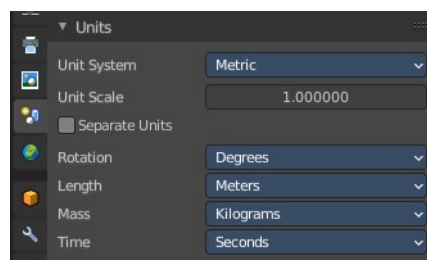 Units
Unit System Metric
Unit Scale 1.000000
Separate Units
Rotation Degrees
Length Meters
Mass Kilograms
Time Seconds